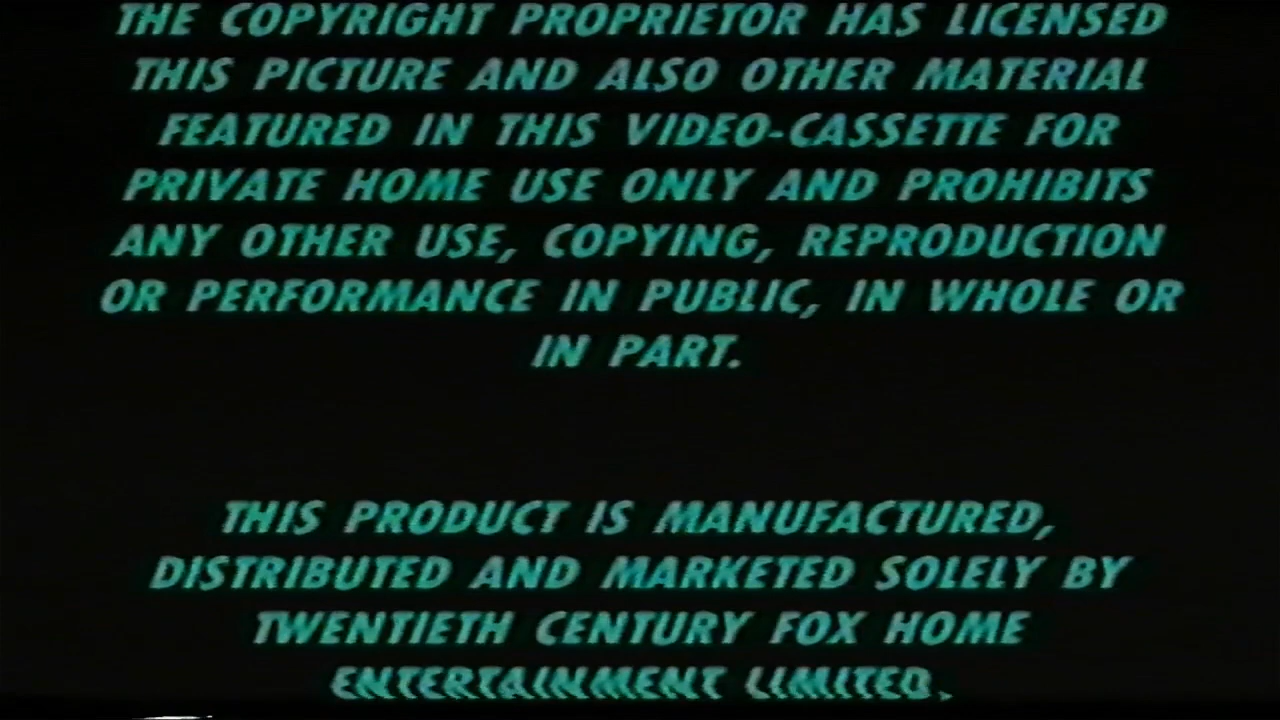 THE COPYRIGHT PROPRIETOR HAS LICENSED
THIS PICTURE AND ALSO OTHER MATERIAL
FEATURED IN THIS VIDEO-CASSETTE FOR
PRIVATE HOME USE ONLY AND PROHIBITS
ANY OTHER USE, COPYING, REPRODUCTION
OR PERFORMANCE IN PUBLIC, IN WHOLE OR
IN PART.
THIS PRODUCT IS MANUFACTURED,
DISTRIBUTED AND MARKETED SOLELY BY
TWENTIETH CENTURY FOX HOME
ENTERTAINMENT LIMITED.